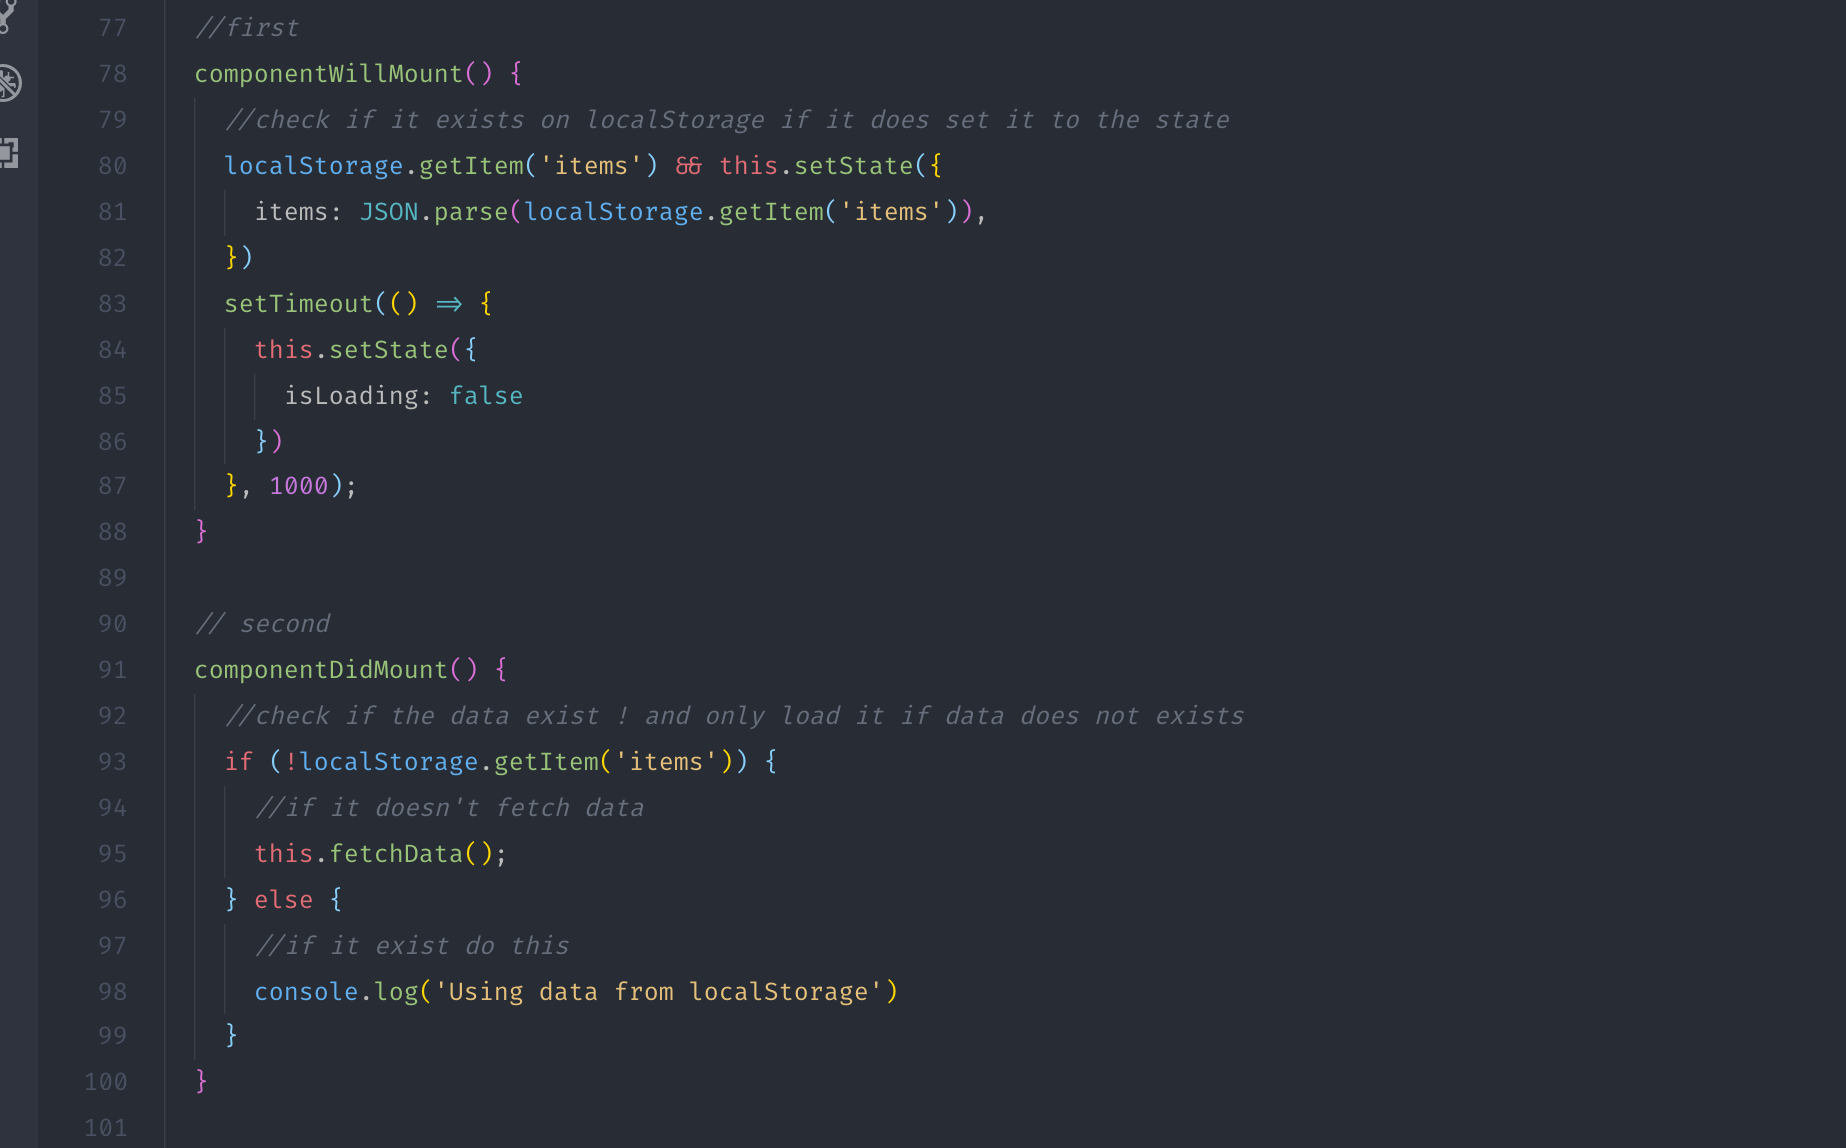 77 //first
78 componentWillMount() {
79 //check if it exists on localStorage if it does set it to the state
80 localStorage.getItem('items') && this.setState({
81 items: JSON.parse(localStorage.getItem('items')),
82 })
83 setTimeout(() => {
84 this.setState({
85 isLoading: false
86 })
87 }, 1000);
88 }
89
90 // second
91 componentDidMount() {
92 //check if the data exist ! and only load it if data does not exists
93 if (!localStorage.getItem('items')) {
94 //if it doesn't fetch data
95 this.fetchData();
96 } else {
97 //if it exist do this
98 console.log('Using data from localStorage')
99 }
100 }
101